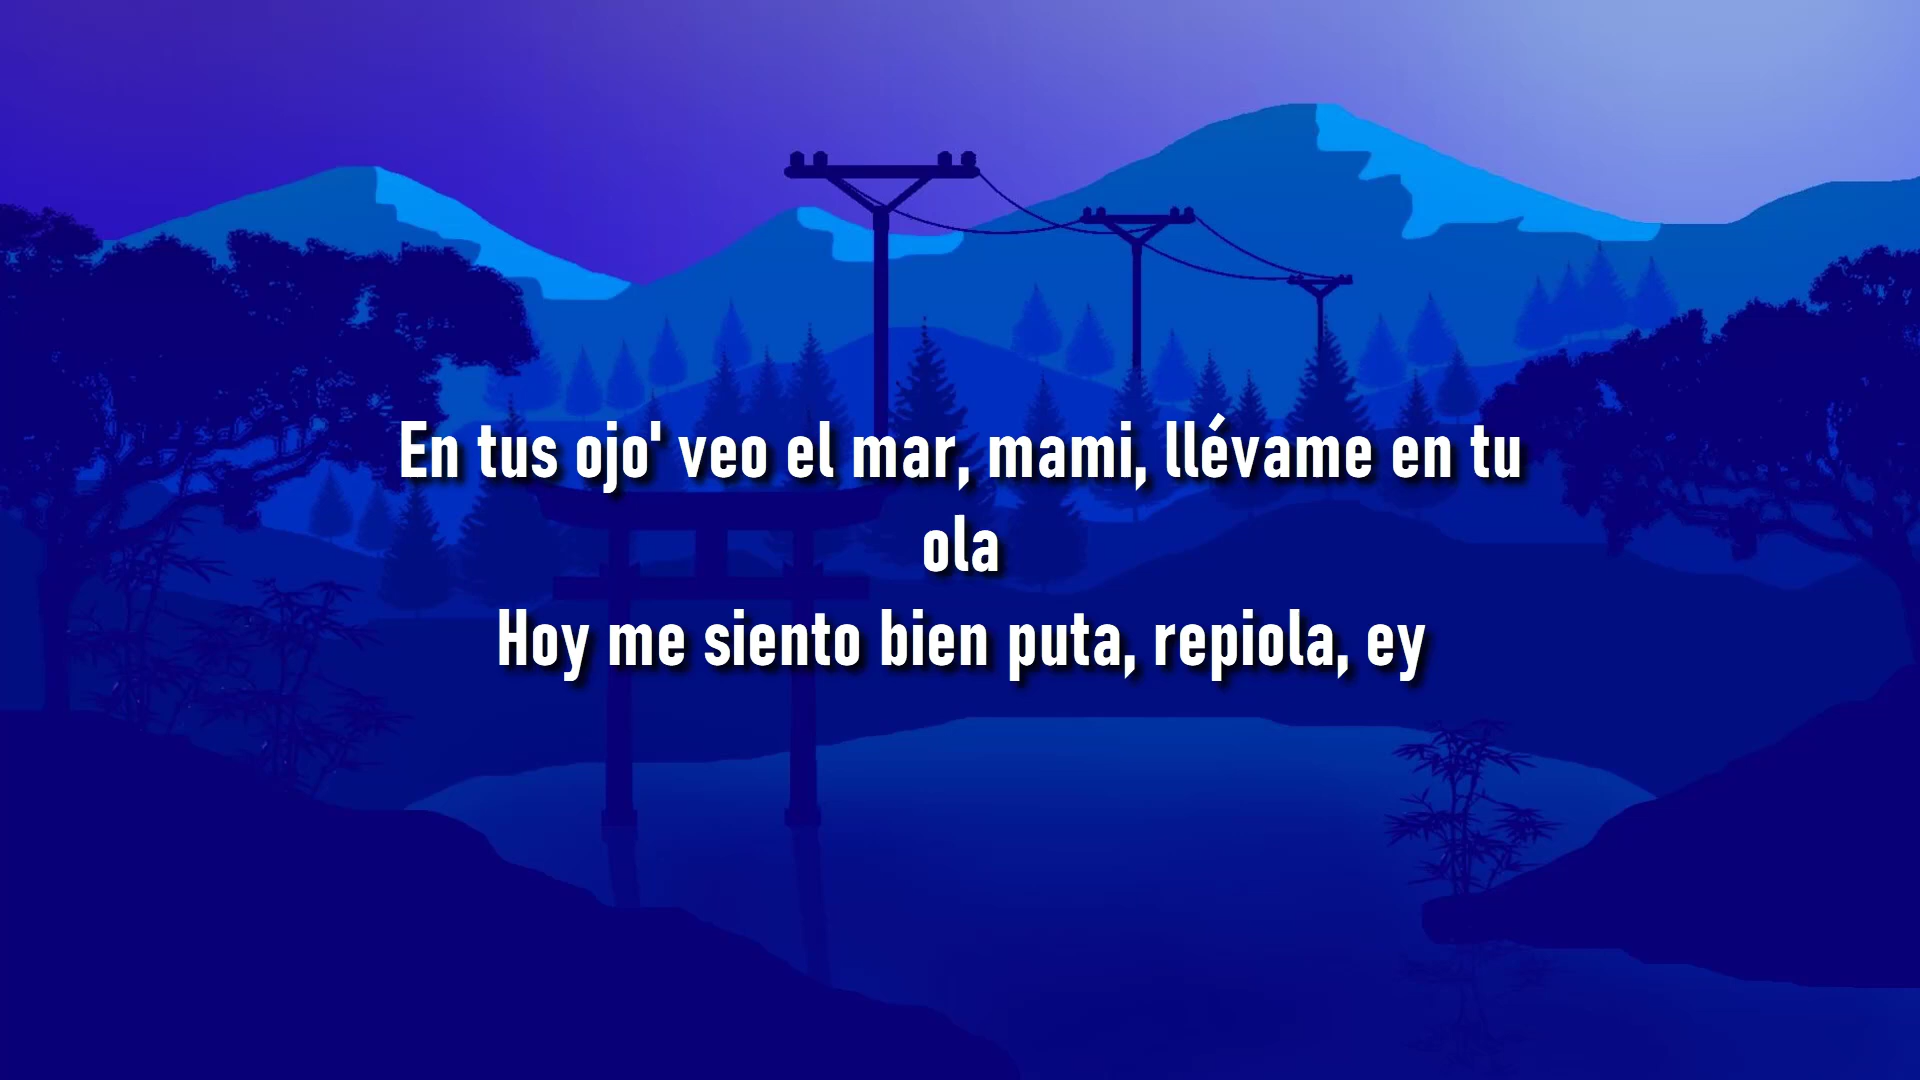 En tus ojo' veo el mar, mami, llévame en tu
ola
Hoy me siento bien puta, repiola, ey